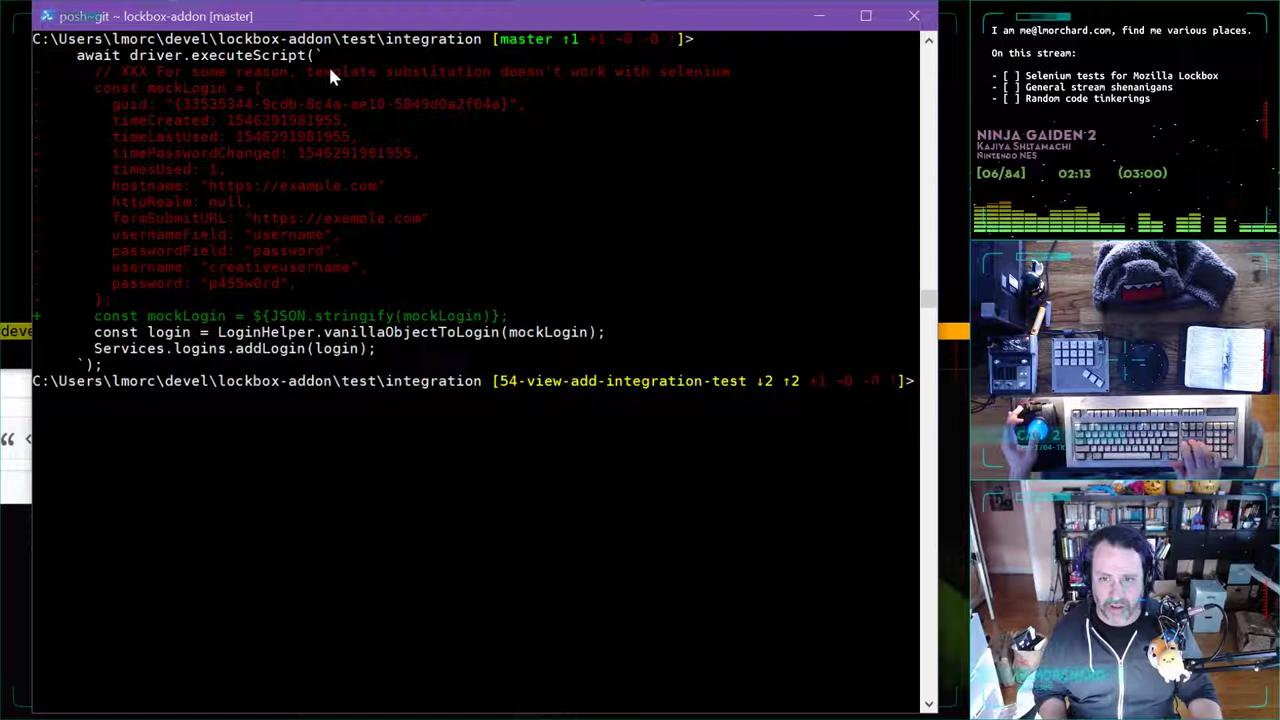 posh~git ~ lockbox-addon [master]
C:\Users\lmorc\devel\lockbox-addon\test\integration [master ↑1 +1 ~0 -0 !]>
await driver.executeScript(`
- // XXX For some reason, template substitution doesn't work with selenium
- const mockLogin = {
- guid: "{33535344-9cob-8c4a-ae10-5849d0a2f04a}",
- timeCreated: 1546291981955,
- timeLastUsed: 1546291981955,
- timePasswordChanged: 1546291981955,
- timesUsed: 1,
- hostname: "https://example.com"
- httpRealm: null,
- formSubmitURL: "https://example.com"
- usernameField: "username",
- passwordField: "password",
- username: "creativeusername",
- password: "p455w0rd",
- };
+ const mockLogin = ${JSON.stringify(mockLogin)};
const login = LoginHelper.vanillaObjectToLogin(mockLogin);
Services.logins.addLogin(login);
`);
C:\Users\lmorc\devel\lockbox-addon\test\integration [54-view-add-integration-test ↓2 ↑2 +1 ~0 -0 !]>
deve
“ <
I am me@lmorchard.com, find me various places.
On this stream:
- [ ] Selenium tests for Mozilla Lockbox
- [ ] General stream shenanigans
- [ ] Random code tinkerings
Ninja Gaiden 2
Kajiya Shitamachi
Nintendo NES
[06/84] 02:13 (03:00)